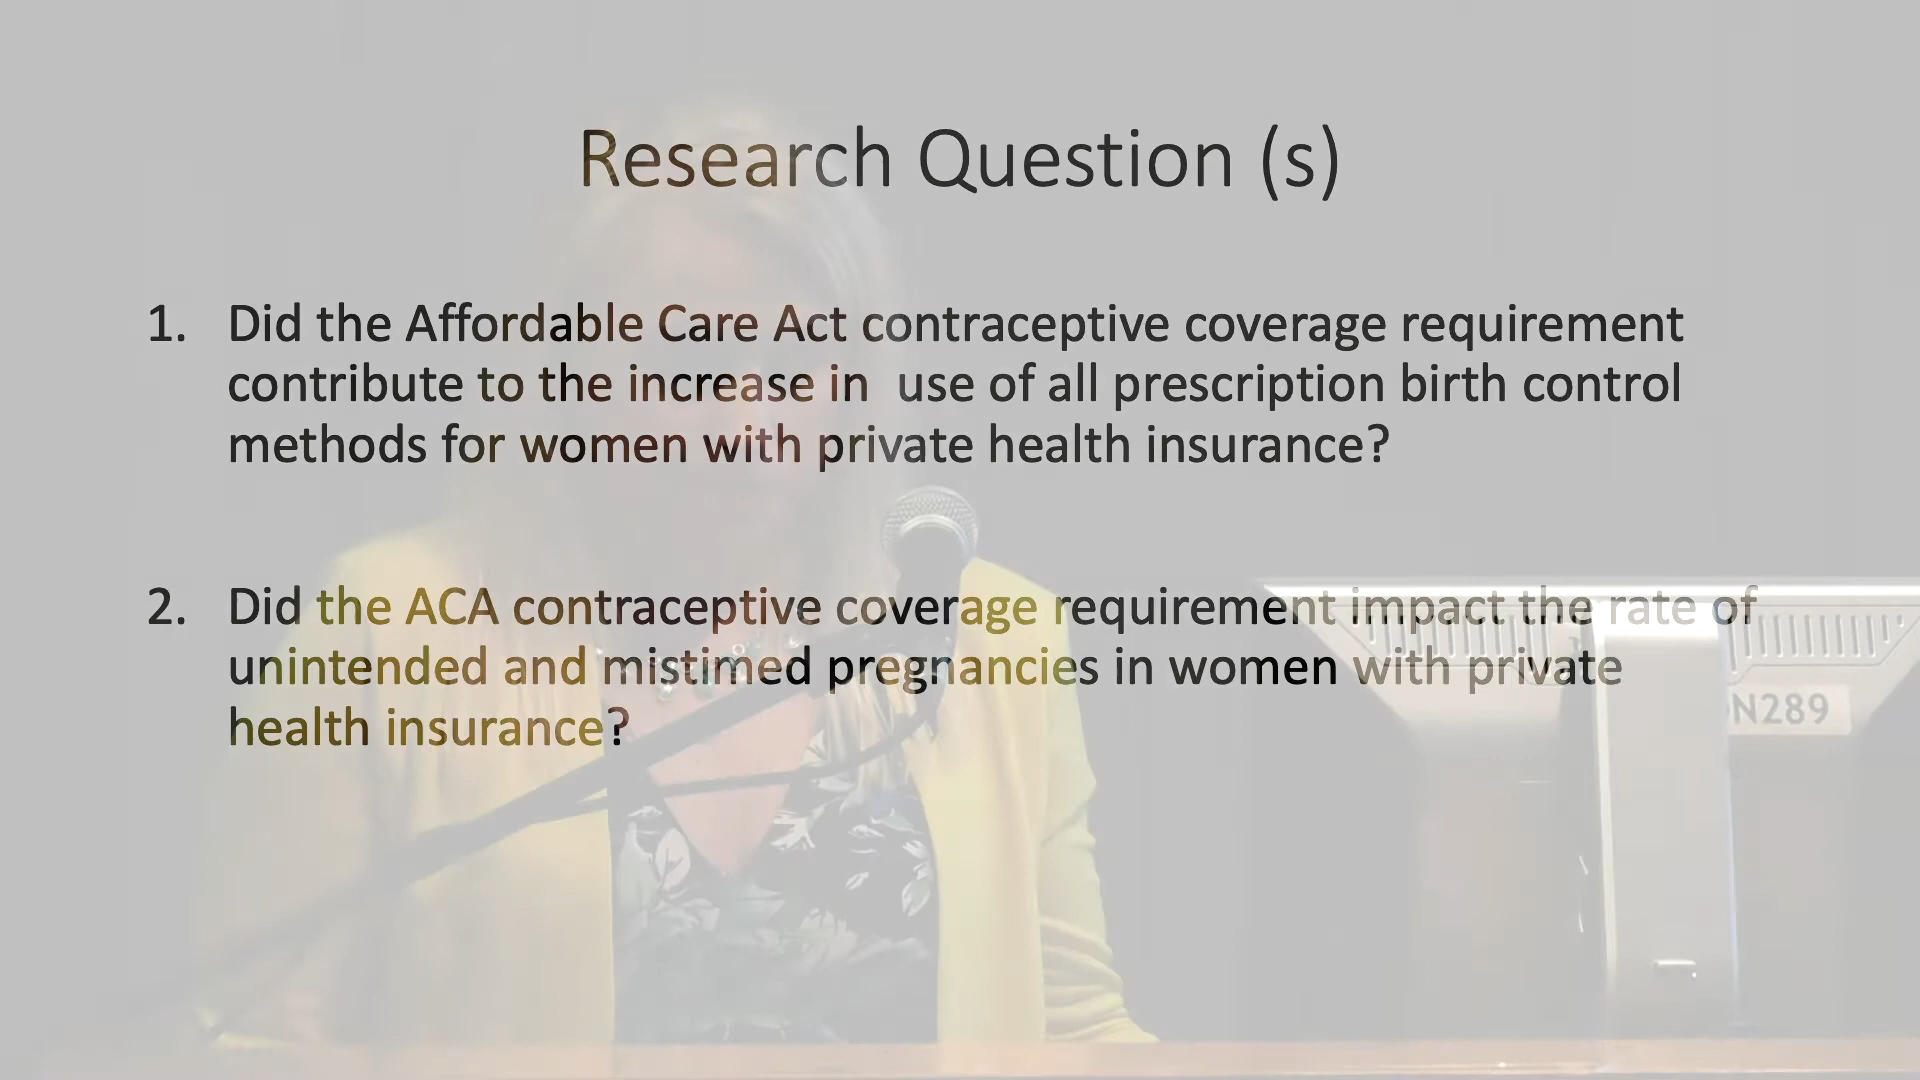 Research Question (s)
1. Did the Affordable Care Act contraceptive coverage requirement
contribute to the increase in  use of all prescription birth control
methods for women with private health insurance?
2. Did the ACA contraceptive coverage requirement impact the rate of
unintended and mistimed pregnancies in women with private
health insurance?
N289